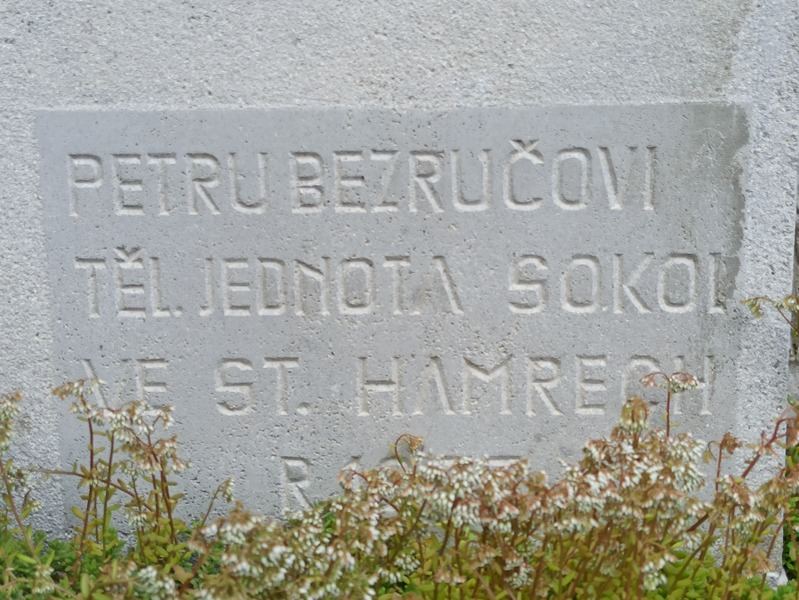 PETRU BEZRUČOVI
TĚL. JEDNOTA SOKOL
VE ST. HAMRECH